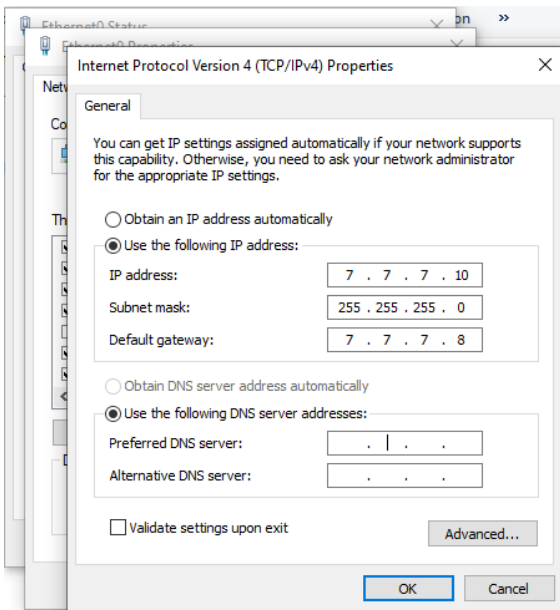 Ethernet0 Status
on »
Ethernet0 Properties
Internet Protocol Version 4 (TCP/IPv4) Properties
General
You can get IP settings assigned automatically if your network supports
this capability. Otherwise, you need to ask your network administrator
for the appropriate IP settings.
Obtain an IP address automatically
Use the following IP address:
IP address: 7 . 7 . 7 . 10
Subnet mask: 255 . 255 . 255 . 0
Default gateway: 7 . 7 . 7 . 8
Obtain DNS server address automatically
Use the following DNS server addresses:
Preferred DNS server: . . .
Alternative DNS server: . . .
Validate settings upon exit
Advanced...
OK
Cancel